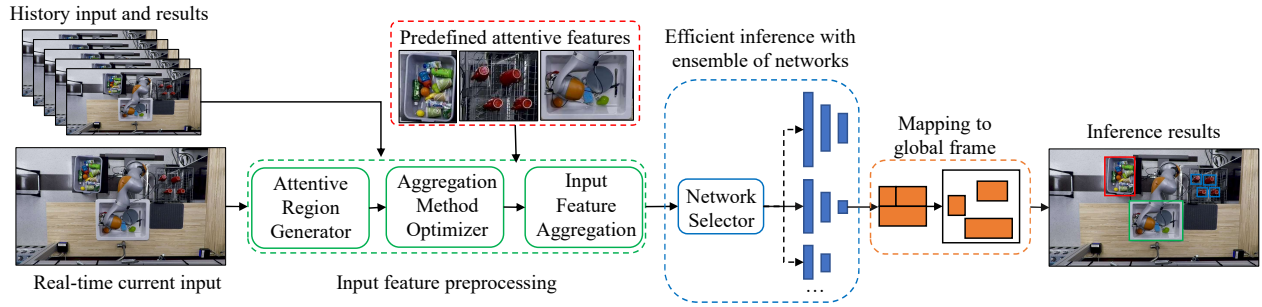 History input and results
Predefined attentive features
Efficient inference with
ensemble of networks
Mapping to
global frame
Inference results
Attentive
Region
Generator
Aggregation
Method
Optimizer
Input
Feature
Aggregation
Network
Selector
...
Real-time current input
Input feature preprocessing